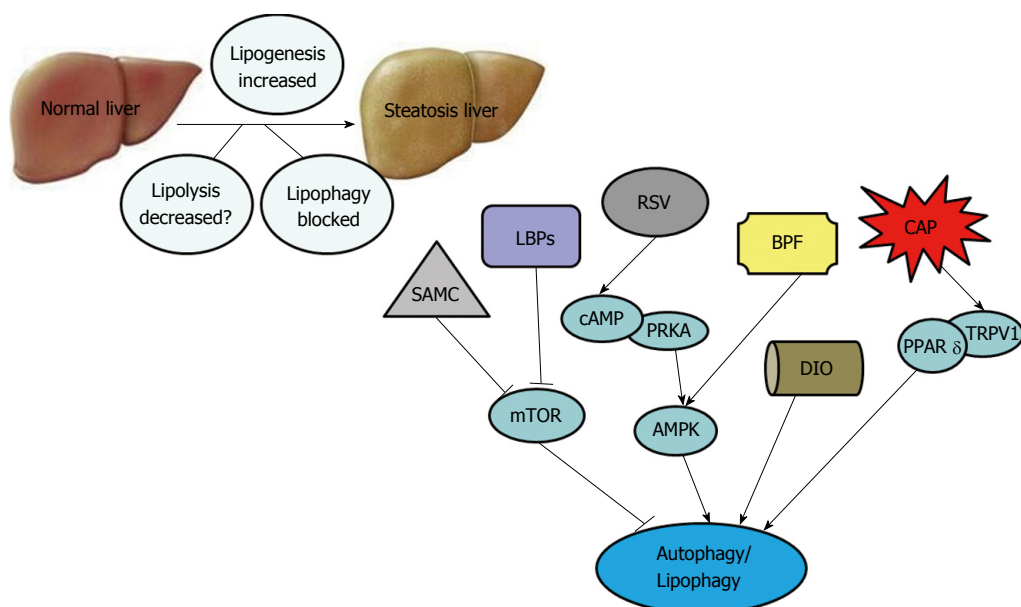 Lipogenesis
increased
Normal liver
Steatosis liver
Lipolysis
decreased?
Lipophagy
blocked
RSV
LBPs
BPF
CAP
SAMC
cAMP
PRKA
TRPV1
PPAR δ
DIO
mTOR
AMPK
Autophagy/
Lipophagy